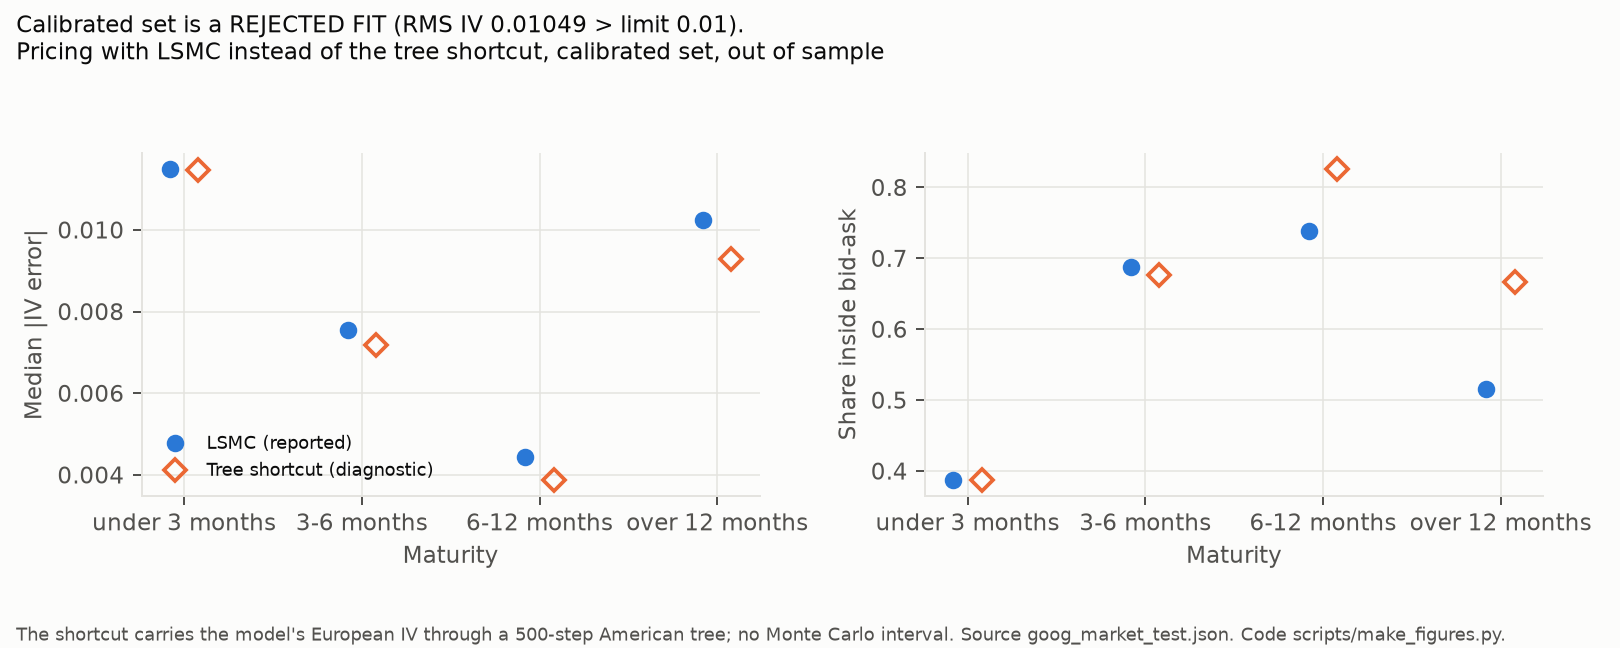 Calibrated set is a REJECTED FIT (RMS IV 0.01049 > limit 0.01).
Pricing with LSMC instead of the tree shortcut, calibrated set, out of sample
Median |IV error|
0.010
0.008
0.006
0.004
LSMC (reported)
Tree shortcut (diagnostic)
under 3 months
3-6 months
6-12 months
over 12 months
Maturity
Share inside bid-ask
0.8
0.7
0.6
0.5
0.4
under 3 months
3-6 months
6-12 months
over 12 months
Maturity
The shortcut carries the model's European IV through a 500-step American tree; no Monte Carlo interval. Source goog_market_test.json. Code scripts/make_figures.py.